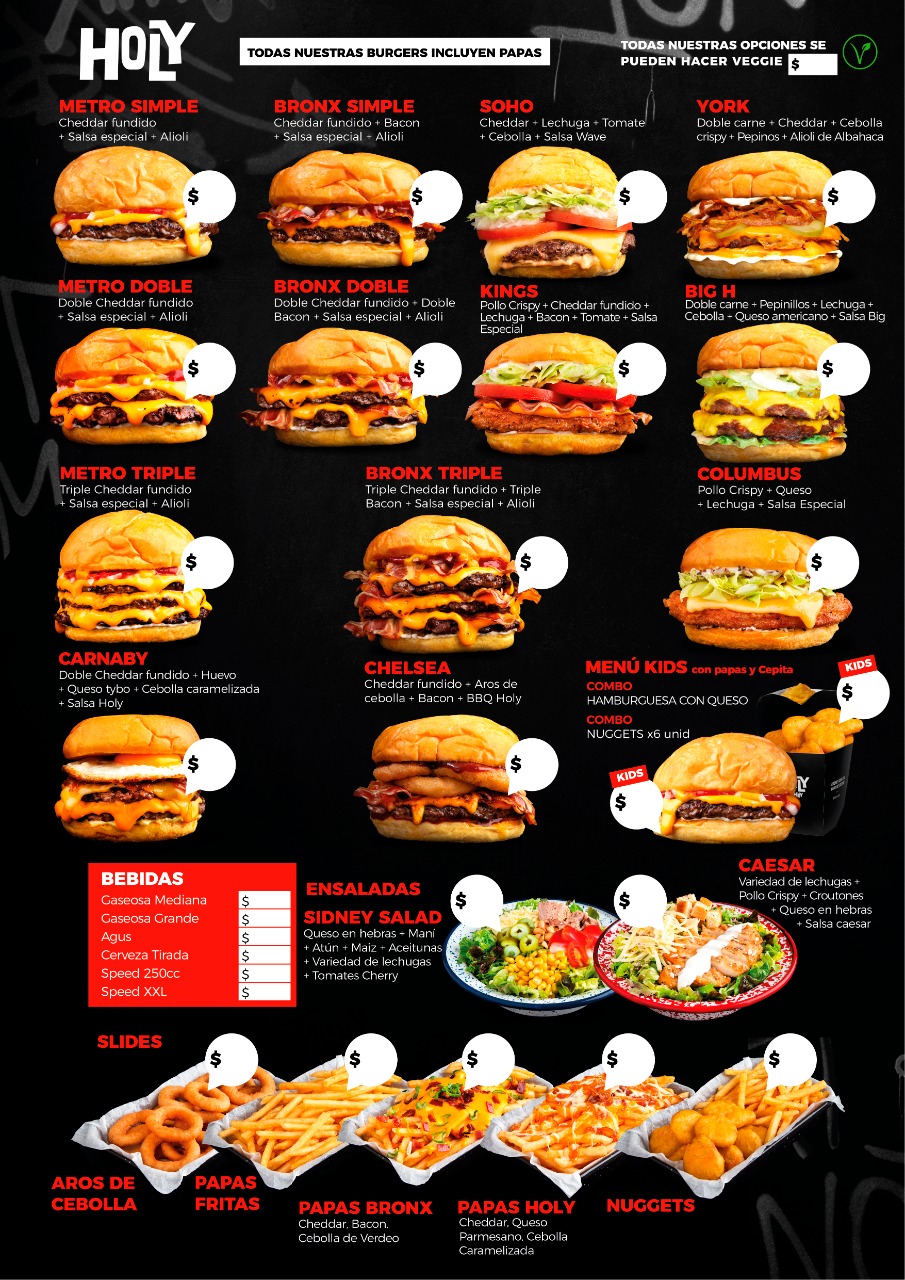 HOLY
TODAS NUESTRAS BURGERS INCLUYEN PAPAS
TODAS NUESTRAS OPCIONES SE
PUEDEN HACER VEGGIE $
V
METRO SIMPLE
Cheddar fundido
+ Salsa especial + Alioli
$
BRONX SIMPLE
Cheddar fundido + Bacon
+ Salsa especial + Alioli
$
SOHO
Cheddar + Lechuga + Tomate
+ Cebolla + Salsa Wave
$
YORK
Doble carne + Cheddar + Cebolla
crispy + Pepinos + Alioli de Albahaca
$
METRO DOBLE
Doble Cheddar fundido
+ Salsa especial + Alioli
$
BRONX DOBLE
Doble Cheddar fundido + Doble
Bacon + Salsa especial + Alioli
$
KINGS
Pollo Crispy + Cheddar fundido +
Lechuga + Bacon + Tomate + Salsa
Especial
$
BIG H
Doble carne + Pepinillos + Lechuga +
Cebolla + Queso americano + Salsa Big
$
METRO TRIPLE
Triple Cheddar fundido
+ Salsa especial + Alioli
$
BRONX TRIPLE
Triple Cheddar fundido + Triple
Bacon + Salsa especial + Alioli
$
COLUMBUS
Pollo Crispy + Queso
+ Lechuga + Salsa Especial
$
CARNABY
Doble Cheddar fundido + Huevo
+ Queso tybo + Cebolla caramelizada
+ Salsa Holy
$
CHELSEA
Cheddar fundido + Aros de
cebolla + Bacon + BBQ Holy
$
MENÚ KIDS con papas y Cepita
COMBO
HAMBURGUESA CON QUESO
COMBO
NUGGETS x6 unid
KIDS
$
KIDS
$
BEBIDAS
Gaseosa Mediana $
Gaseosa Grande $
Agus $
Cerveza Tirada $
Speed 250cc $
Speed XXL $
ENSALADAS
SIDNEY SALAD
Queso en hebras + Maní
+ Atún + Maiz + Aceitunas
+ Variedad de lechugas
+ Tomates Cherry
$
CAESAR
Variedad de lechugas +
Pollo Crispy + Croutones
+ Queso en hebras
+ Salsa caesar
$
SLIDES
$
$
$
$
$
AROS DE
CEBOLLA
PAPAS
FRITAS
PAPAS BRONX
Cheddar, Bacon,
Cebolla de Verdeo
PAPAS HOLY
Cheddar, Queso
Parmesano, Cebolla
Caramelizada
NUGGETS